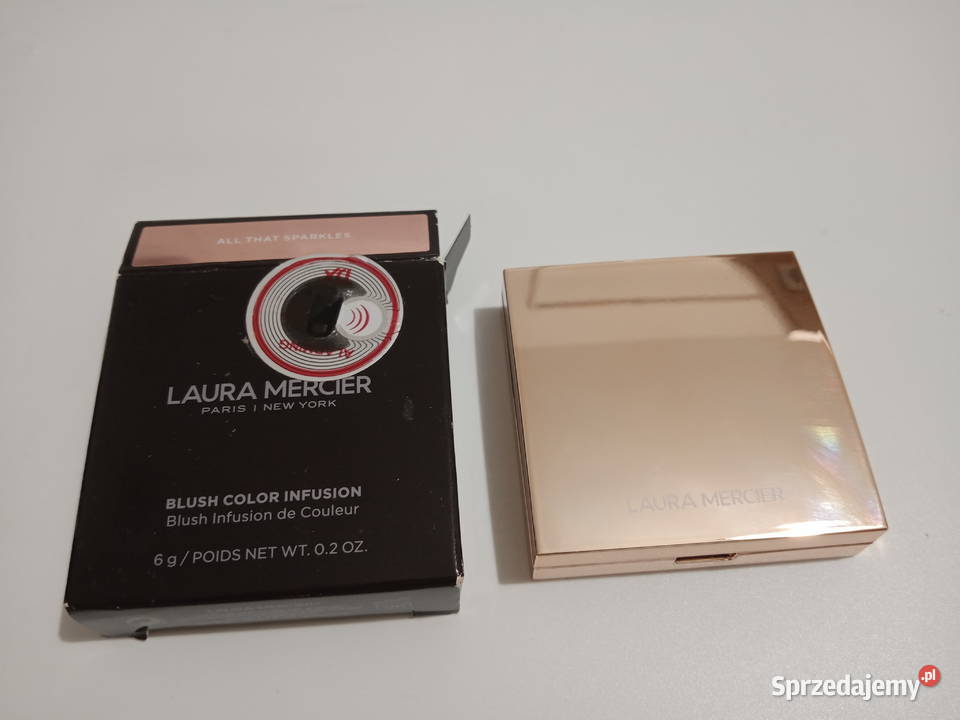 ALL THAT SPARKLES
LAURA MERCIER
PARIS | NEW YORK
BLUSH COLOR INFUSION
Blush Infusion de Couleur
6 g / POIDS NET WT. 0.2 OZ.
LAURA MERCIER
Sprzedajemy.pl